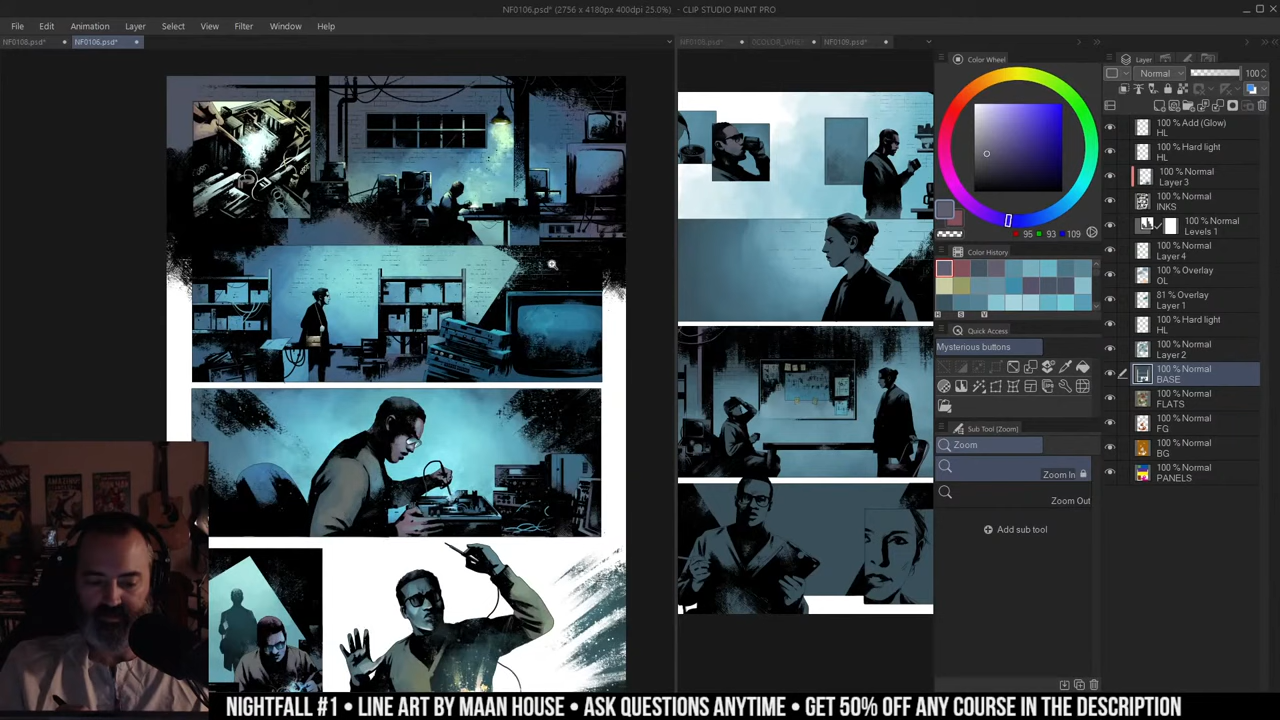 NF0106.psd* (2756 x 4180px 400dpi 25.0%) - CLIP STUDIO PAINT PRO
File Edit Animation Layer Select View Filter Window Help
NF0108.psd* NF0106.psd* NF0109.psd*
Color Wheel
95 93 109
Color History
H S V
Quick Access
Mysterious buttons
Sub Tool (Zoom)
Zoom
Zoom In
Zoom Out
Add sub tool
Layer
Normal 100
100 % Add (Glow)
HL
100 % Hard light
HL
100 % Normal
Layer 3
100 % Normal
INKS
100 % Normal
Levels 1
100 % Normal
Layer 4
100 % Overlay
OL
81 % Overlay
Layer 1
100 % Hard light
HL
100 % Normal
Layer 2
100 % Normal
BASE
100 % Normal
FLATS
100 % Normal
FG
100 % Normal
BG
100 % Normal
PANELS
NIGHTFALL #1 • LINE ART BY MAAN HOUSE • ASK QUESTIONS ANYTIME • GET 50% OFF ANY COURSE IN THE DESCRIPTION